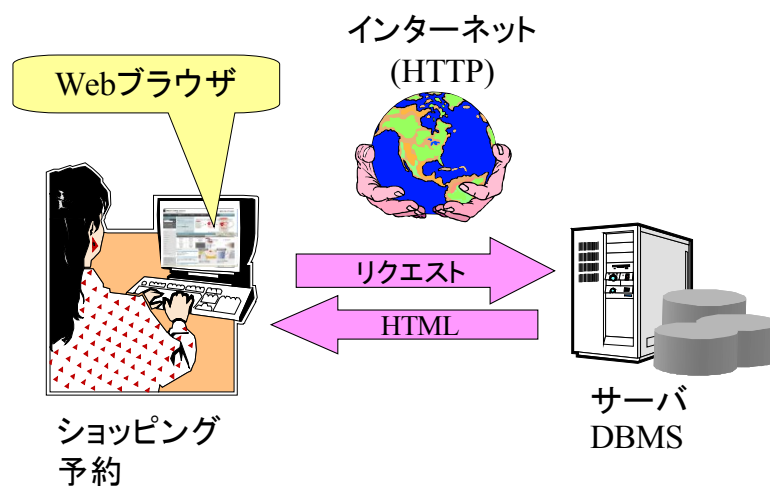 インターネット
(HTTP)
Webブラウザ
リクエスト
HTML
サーバ
DBMS
ショッピング
予約